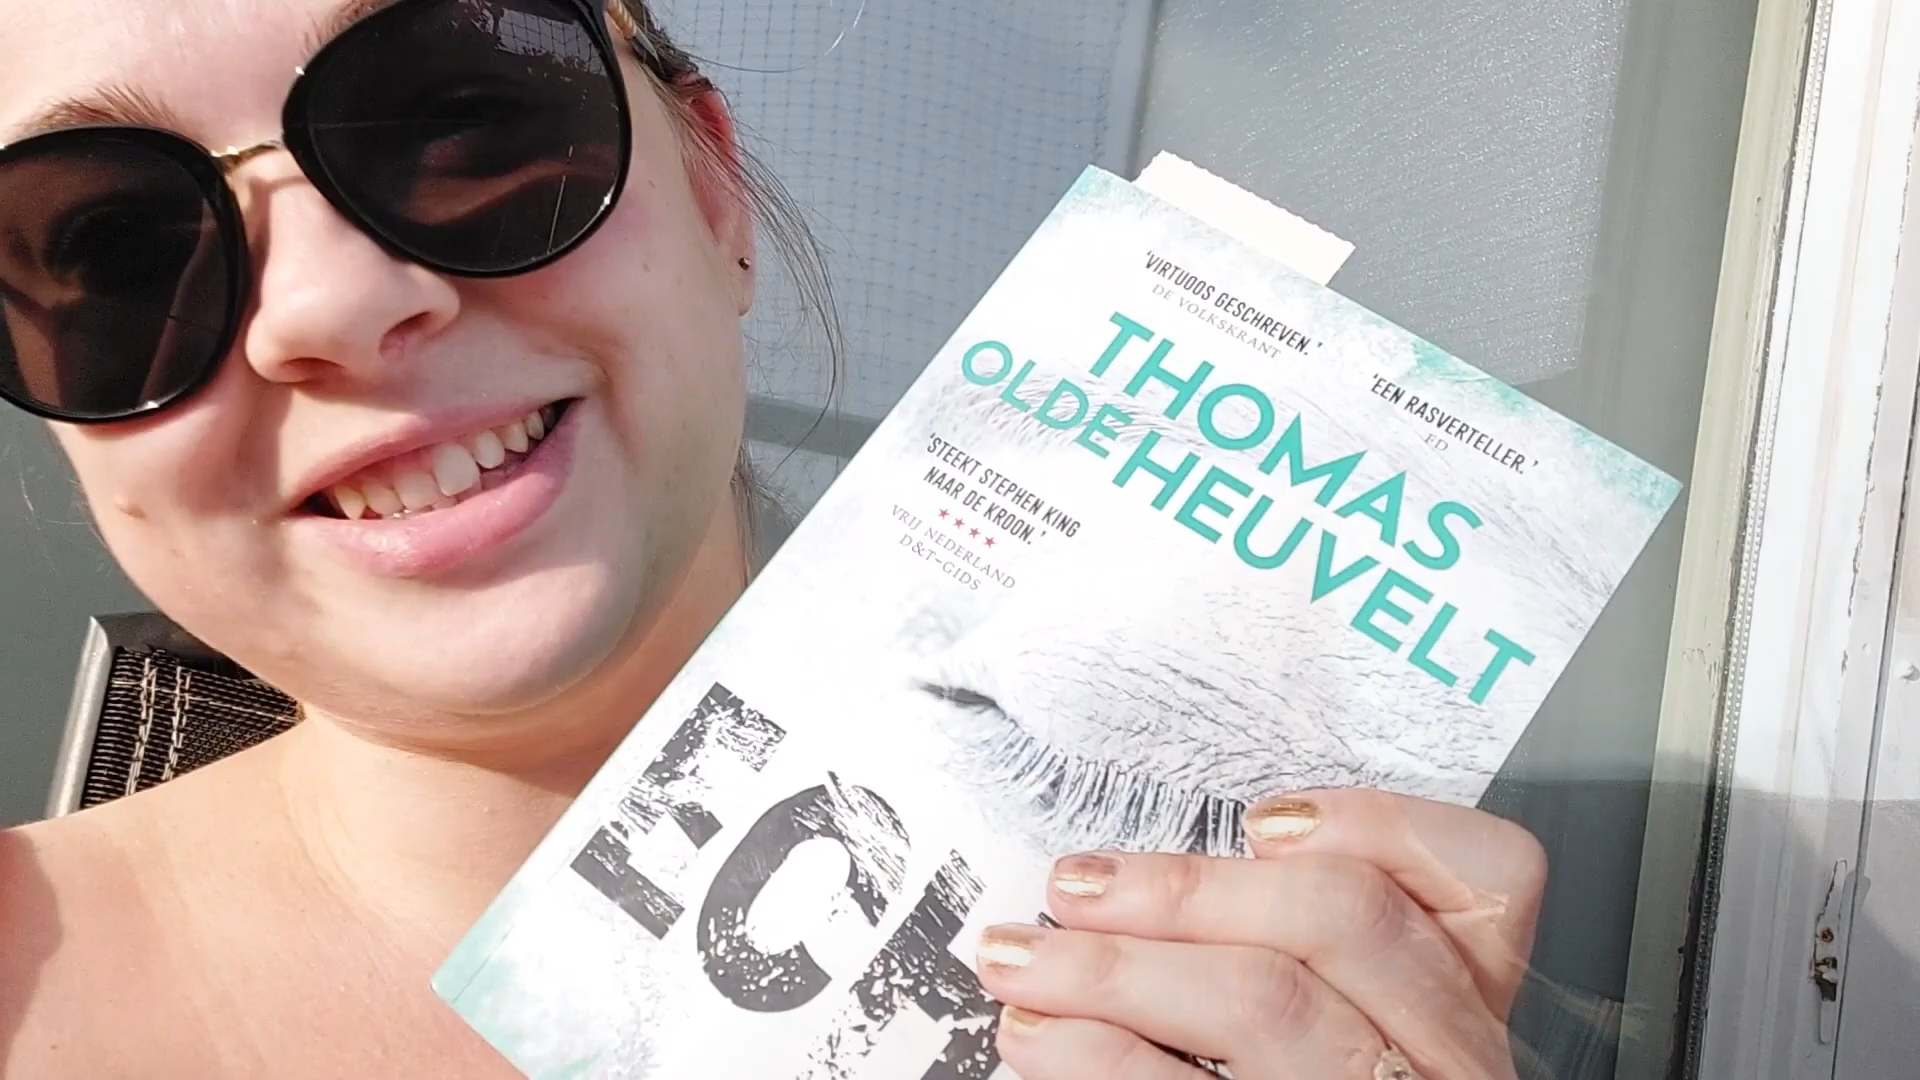 'VIRTUOOS GESCHREVEN.'
DE VOLKSKRANT
'EEN RASVERTELLER.'
ED
THOMAS
OLDE HEUVELT
'STEEKT STEPHEN KING
NAAR DE KROON.'
★★★★
VRIJ NEDERLAND
D&T-GIDS
ECH